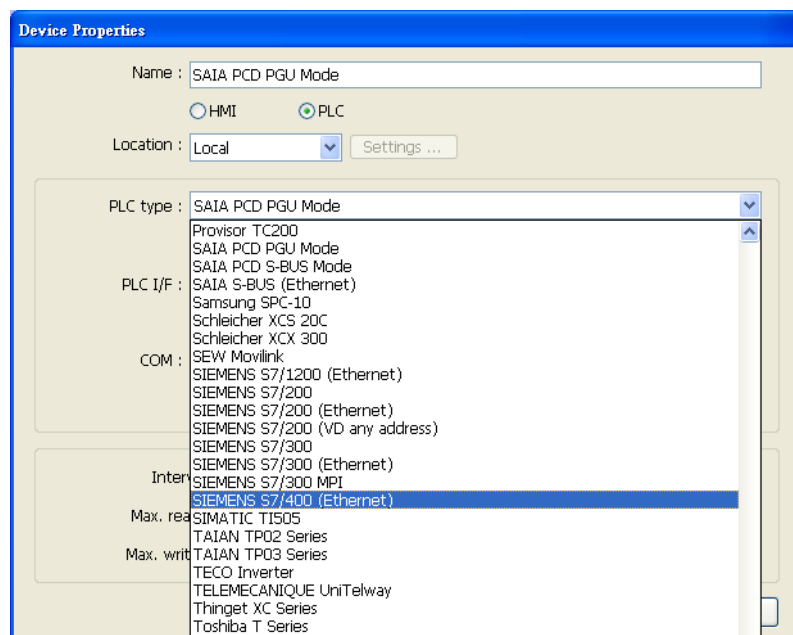 Device Properties
Name : SAIA PCD PGU Mode
HMI PLC
Location : Local Settings ...
PLC type : SAIA PCD PGU Mode
Provisor TC200
SAIA PCD PGU Mode
SAIA PCD S-BUS Mode
PLC I/F : SAIA S-BUS (Ethernet)
Samsung SPC-10
Schleicher XCS 20C
Schleicher XCX 300
COM : SEW Movilink
SIEMENS S7/1200 (Ethernet)
SIEMENS S7/200
SIEMENS S7/200 (Ethernet)
SIEMENS S7/200 (VD any address)
SIEMENS S7/300
SIEMENS S7/300 (Ethernet)
Inter SIEMENS S7/300 MPI
SIEMENS S7/400 (Ethernet)
Max. rea SIMATIC TI505
TAIAN TP02 Series
Max. writ TAIAN TP03 Series
TECO Inverter
TELEMECANIQUE UniTelway
Thinget XC Series
Toshiba T Series